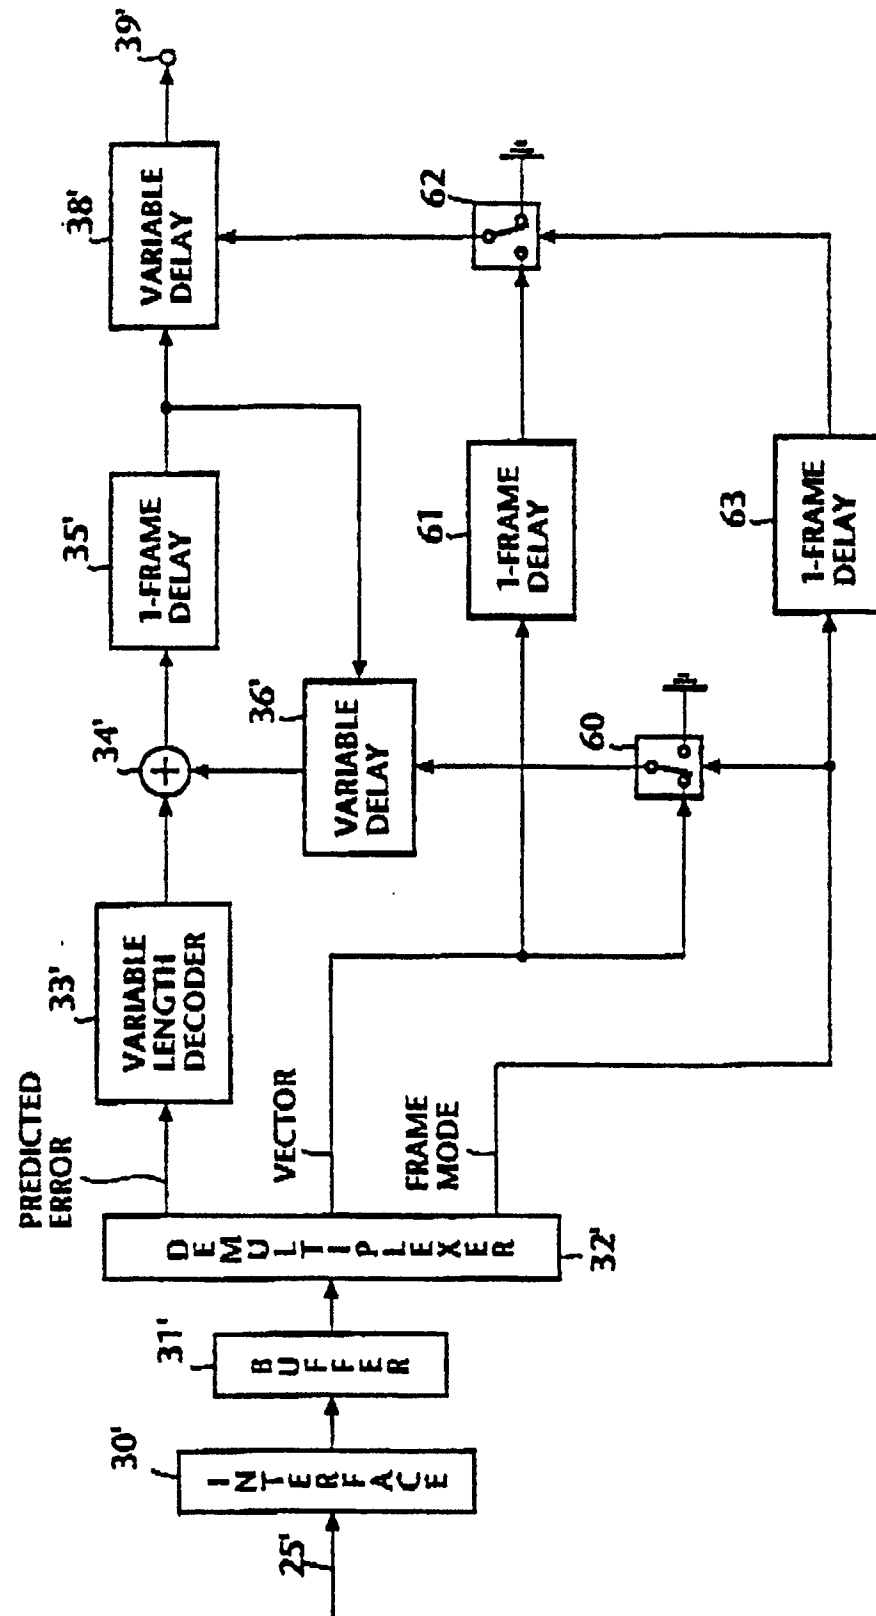 25'
30'
INTERFACE
31'
BUFFER
32'
DEMULTIPLEXER
PREDICTED
ERROR
VECTOR
FRAME
MODE
33'
VARIABLE
LENGTH
DECODER
34'
+
35'
1-FRAME
DELAY
36'
VARIABLE
DELAY
38'
VARIABLE
DELAY
39'
60
61
1-FRAME
DELAY
62
63
1-FRAME
DELAY